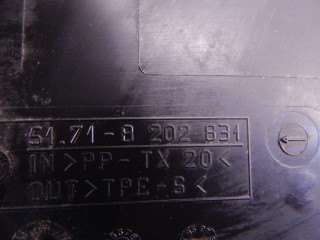 51.71-8 202 831
IN >PP-TX 20<
OUT >TPE-S<